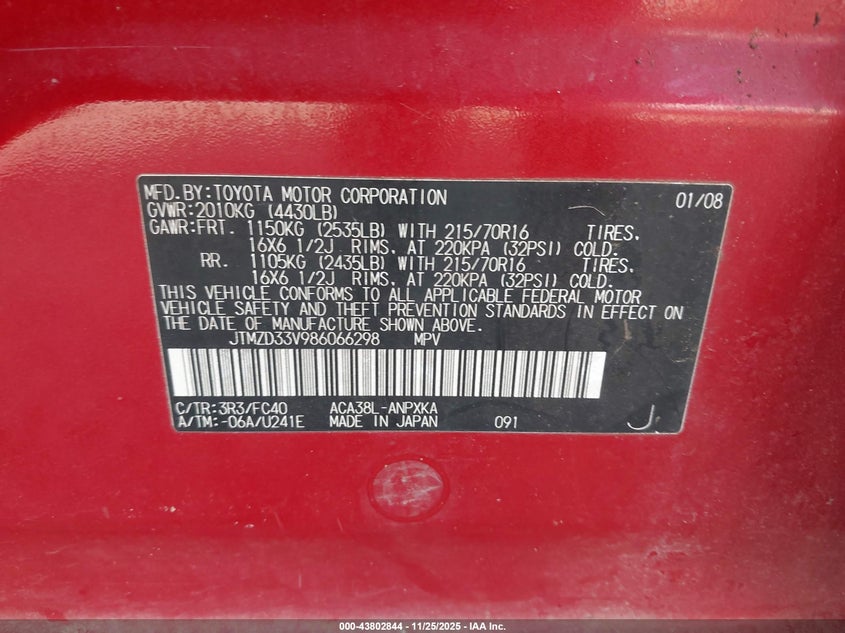 MFD.BY:TOYOTA MOTOR CORPORATION 01/08
GVWR:2010KG (4430LB)
GAWR:FRT. 1150KG (2535LB) WITH 215/70R16 TIRES,
16X6 1/2J RIMS, AT 220KPA (32PSI) COLD.
RR. 1105KG (2435LB) WITH 215/70R16 TIRES,
16X6 1/2J RIMS, AT 220KPA (32PSI) COLD.
THIS VEHICLE CONFORMS TO ALL APPLICABLE FEDERAL MOTOR
VEHICLE SAFETY AND THEFT PREVENTION STANDARDS IN EFFECT ON
THE DATE OF MANUFACTURE SHOWN ABOVE.
JTMZD33V986066298 MPV
C/TR:3R3/FC40 ACA38L-ANPXKA
A/TM:-06A/U241E MADE IN JAPAN 091 J
000-43802844 - 11/25/2025 - IAA Inc.